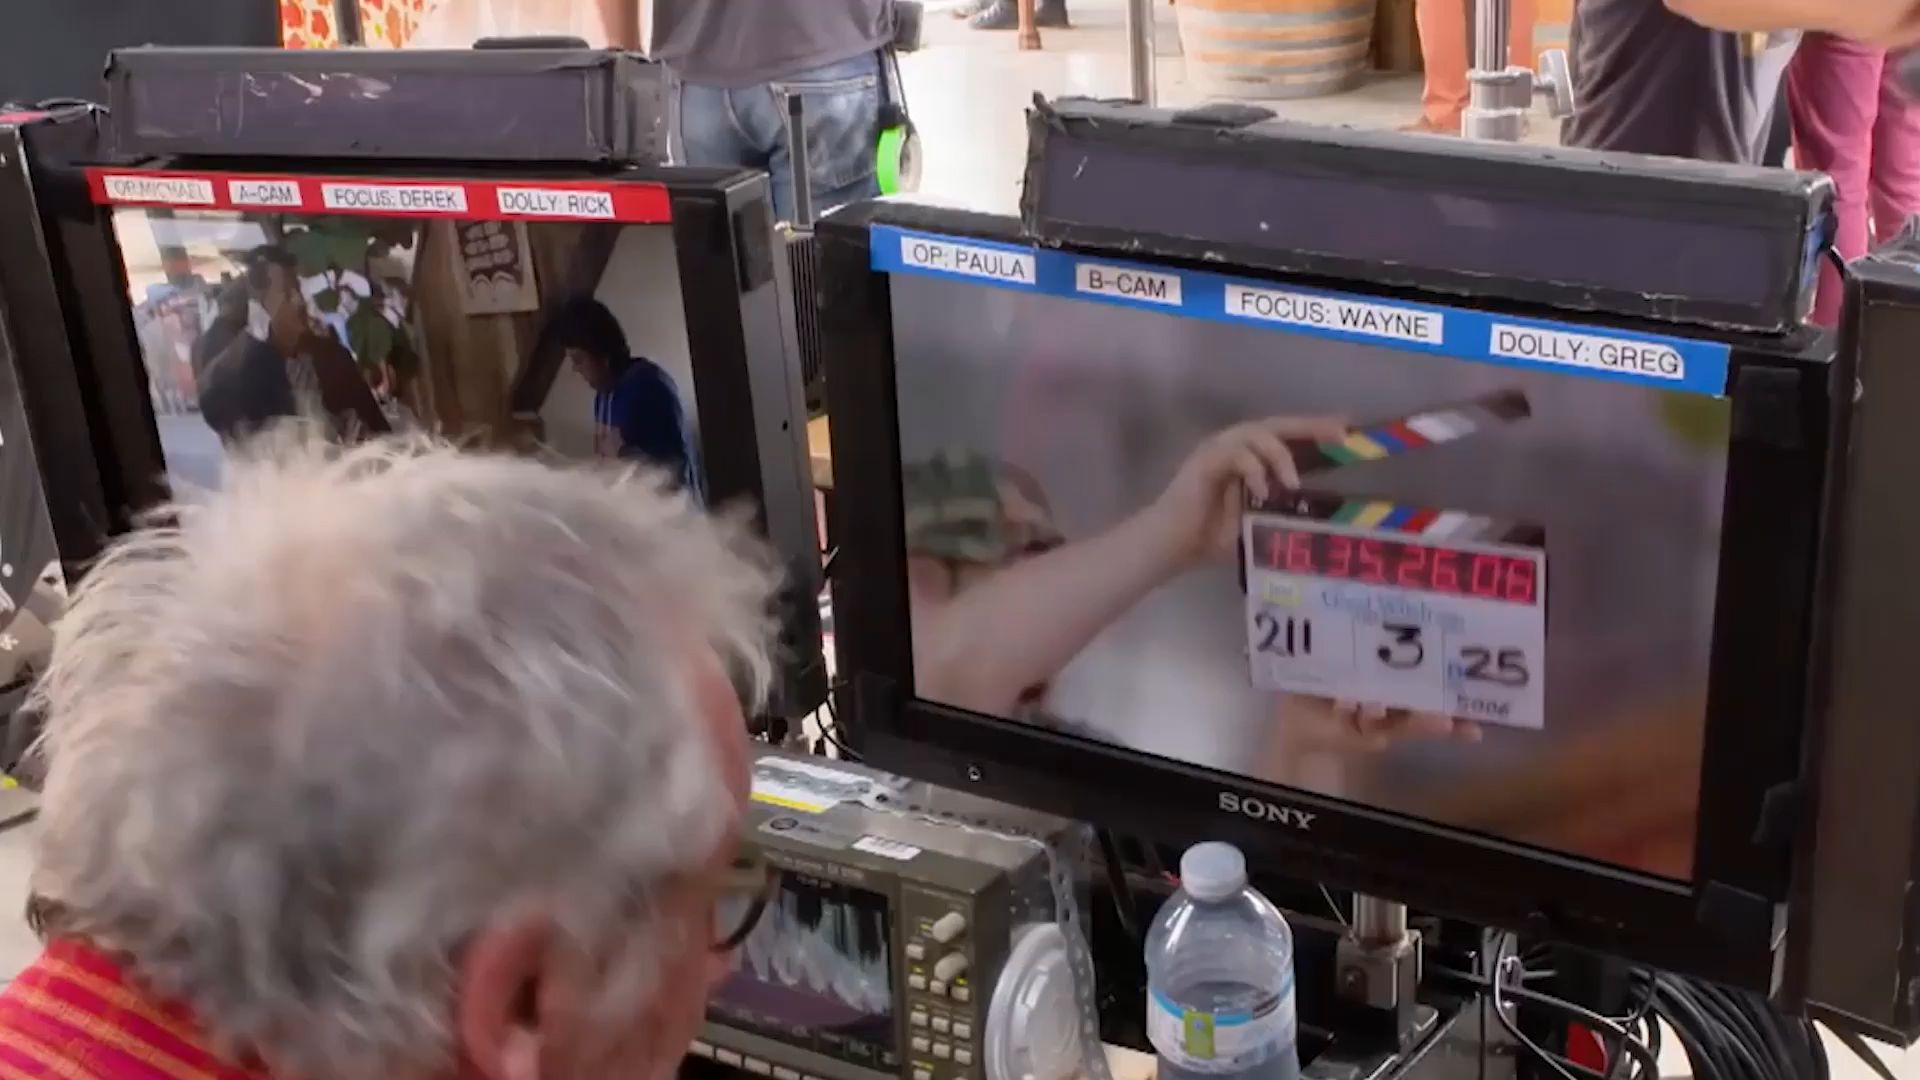 OP: MICHAEL A-CAM FOCUS: DEREK DOLLY: RICK
OP: PAULA B-CAM FOCUS: WAYNE DOLLY: GREG
16.35.26.08
211 3 25
SONY